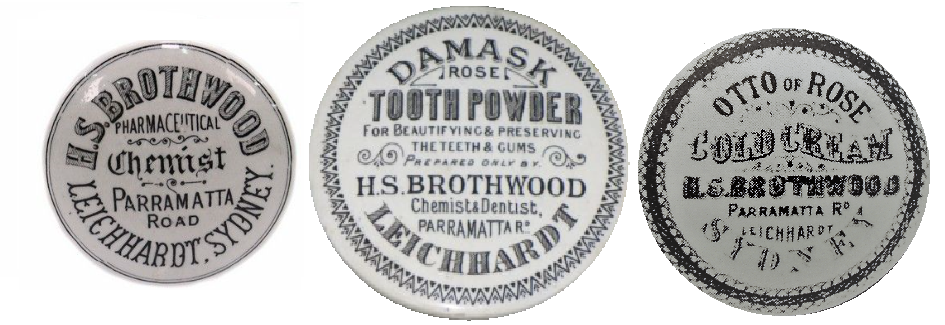 H.S. BROTHWOOD
PHARMACEUTICAL
Chemist
PARRAMATTA
ROAD
LEICHHARDT, SYDNEY.
DAMASK
ROSE
TOOTH POWDER
FOR BEAUTIFYING & PRESERVING
THE TEETH & GUMS
PREPARED ONLY BY
H.S. BROTHWOOD
Chemist & Dentist,
PARRAMATTA RD.
LEICHHARDT
OTTO OF ROSE
COLD CREAM
H.S. BROTHWOOD
PARRAMATTA RD
LEICHHARDT
SYDNEY